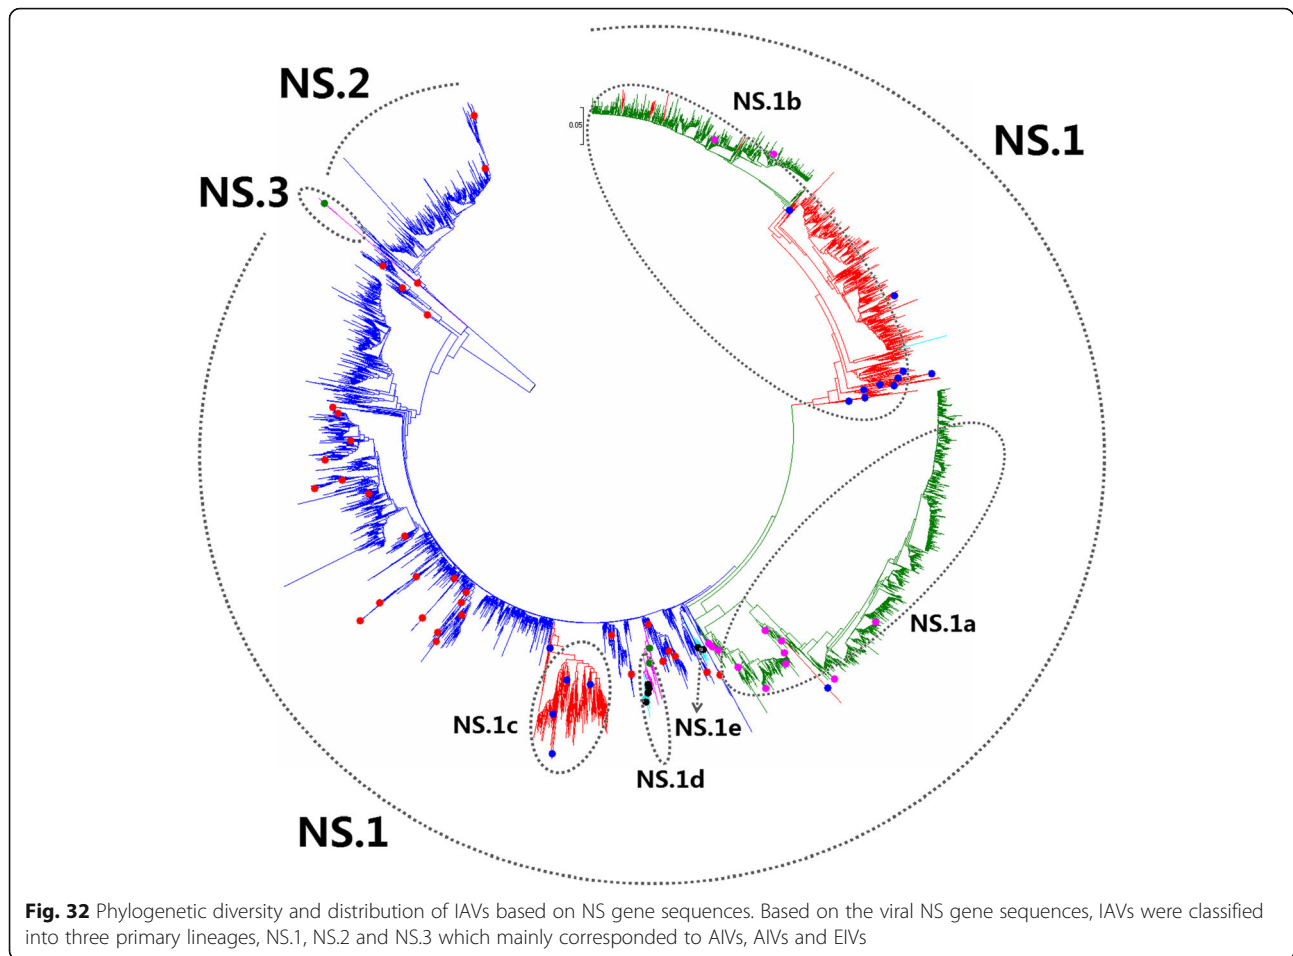 NS.2
NS.1b
0.05
NS.1
NS.3
NS.1a
NS.1c
NS.1e
NS.1d
NS.1
Fig. 32 Phylogenetic diversity and distribution of IAVs based on NS gene sequences. Based on the viral NS gene sequences, IAVs were classified
into three primary lineages, NS.1, NS.2 and NS.3 which mainly corresponded to AIVs, AIVs and EIVs